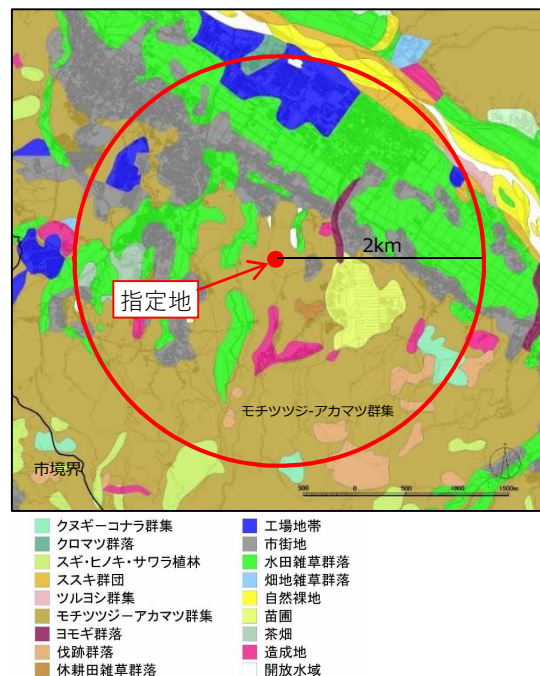 2km
指定地
モチツツジ-アカマツ群集
市境界
500 0 1000 1500m
クヌギーコナラ群集
クロマツ群落
スギ・ヒノキ・サワラ植林
ススキ群団
ツルヨシ群集
モチツツジーアカマツ群集
ヨモギ群落
伐跡群落
休耕田雑草群落
工場地帯
市街地
水田雑草群落
畑地雑草群落
自然裸地
苗圃
茶畑
造成地
開放水域